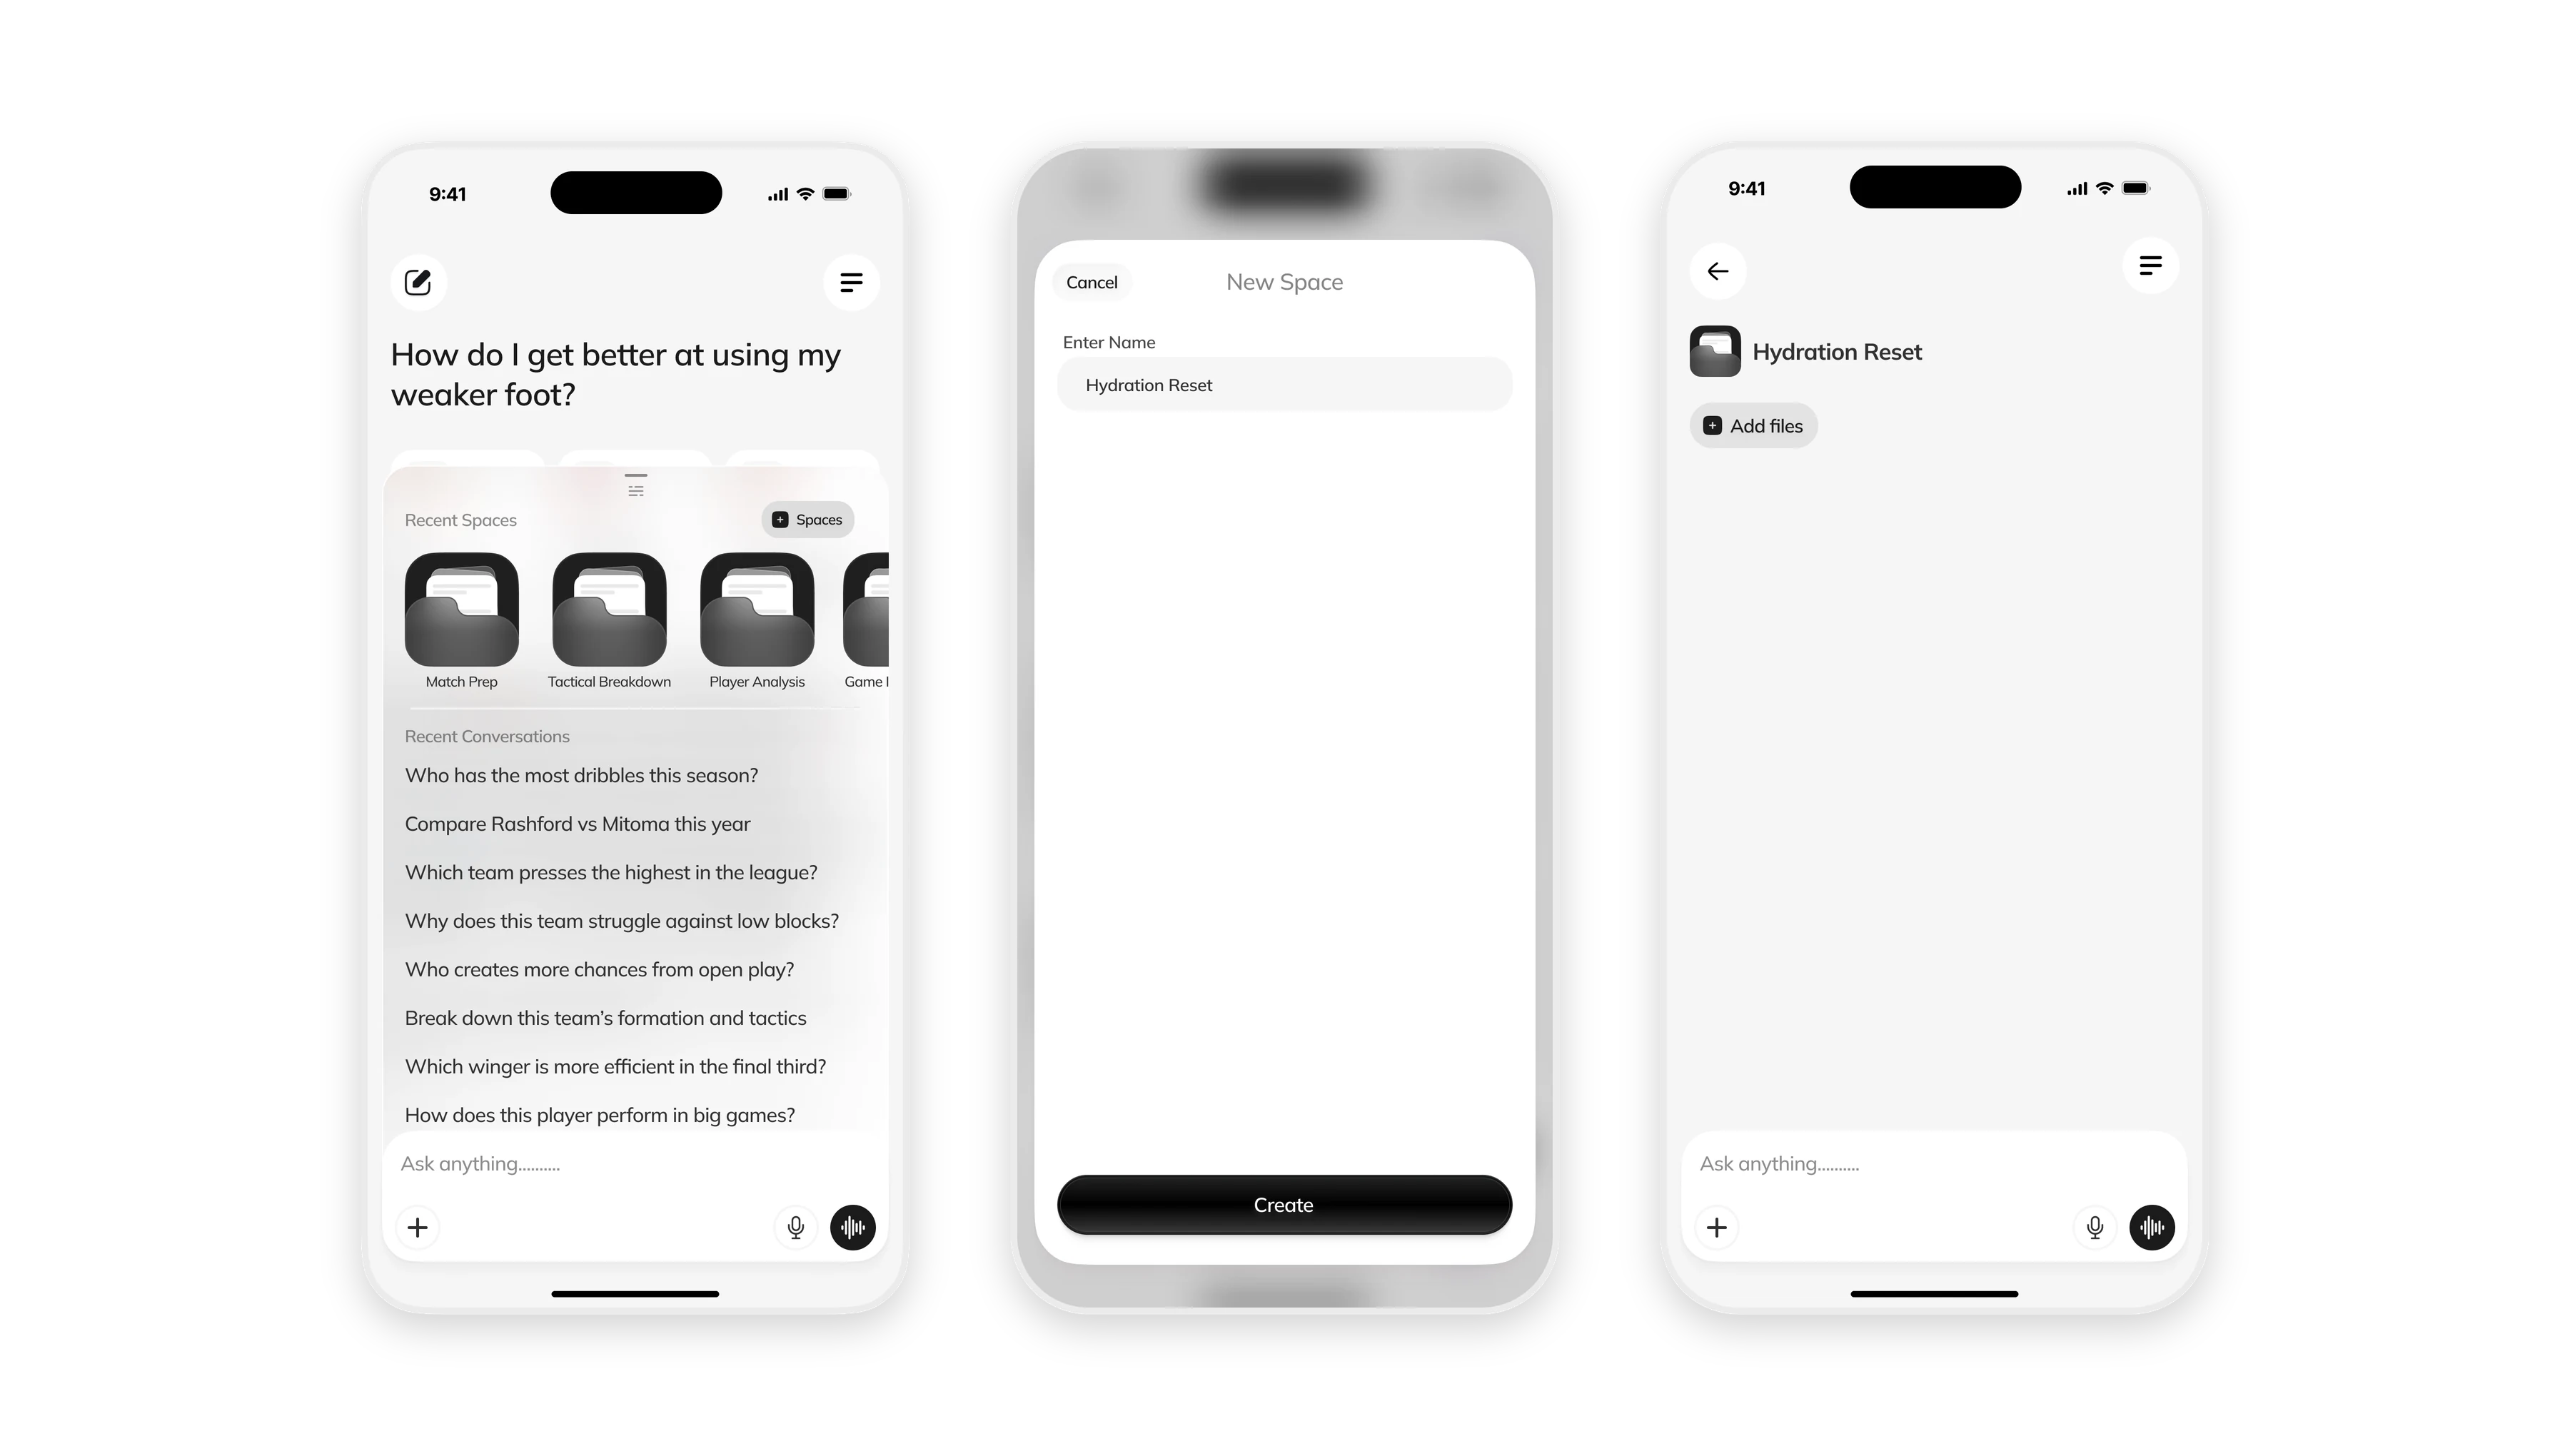 9:41
How do I get better at using my
weaker foot?
Recent Spaces
Spaces
Match Prep
Tactical Breakdown
Player Analysis
Game
Recent Conversations
Who has the most dribbles this season?
Compare Rashford vs Mitoma this year
Which team presses the highest in the league?
Why does this team struggle against low blocks?
Who creates more chances from open play?
Break down this team’s formation and tactics
Which winger is more efficient in the final third?
How does this player perform in big games?
Ask anything..........
Cancel
New Space
Enter Name
Hydration Reset
Create
9:41
Hydration Reset
Add files
Ask anything..........